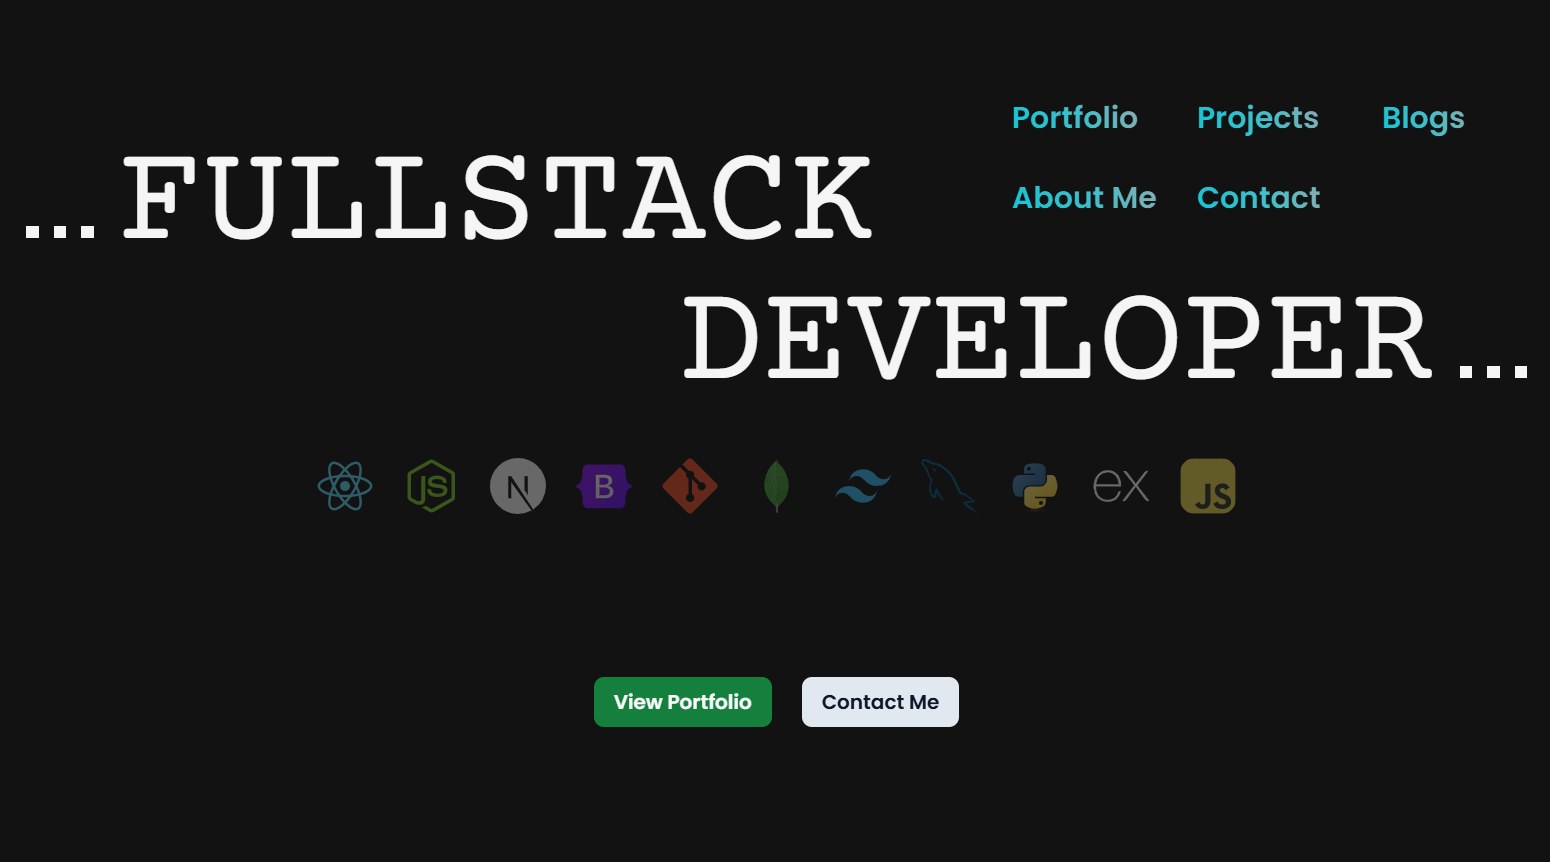 Portfolio Projects Blogs
...FULLSTACK
About Me Contact
DEVELOPER...
JS N B ex JS
View Portfolio Contact Me